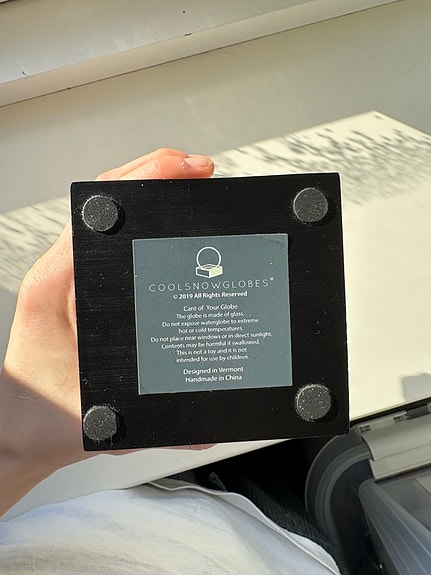 COOLSNOWGLOBES®
© 2019 All Rights Reserved
Care of Your Globe
The globe is made of glass.
Do not expose waterglobe to extreme
hot or cold temperatures.
Do not place near windows or in direct sunlight.
Contents may be harmful if swallowed.
This is not a toy and it is not
intended for use by children.
Designed in Vermont
Handmade in China